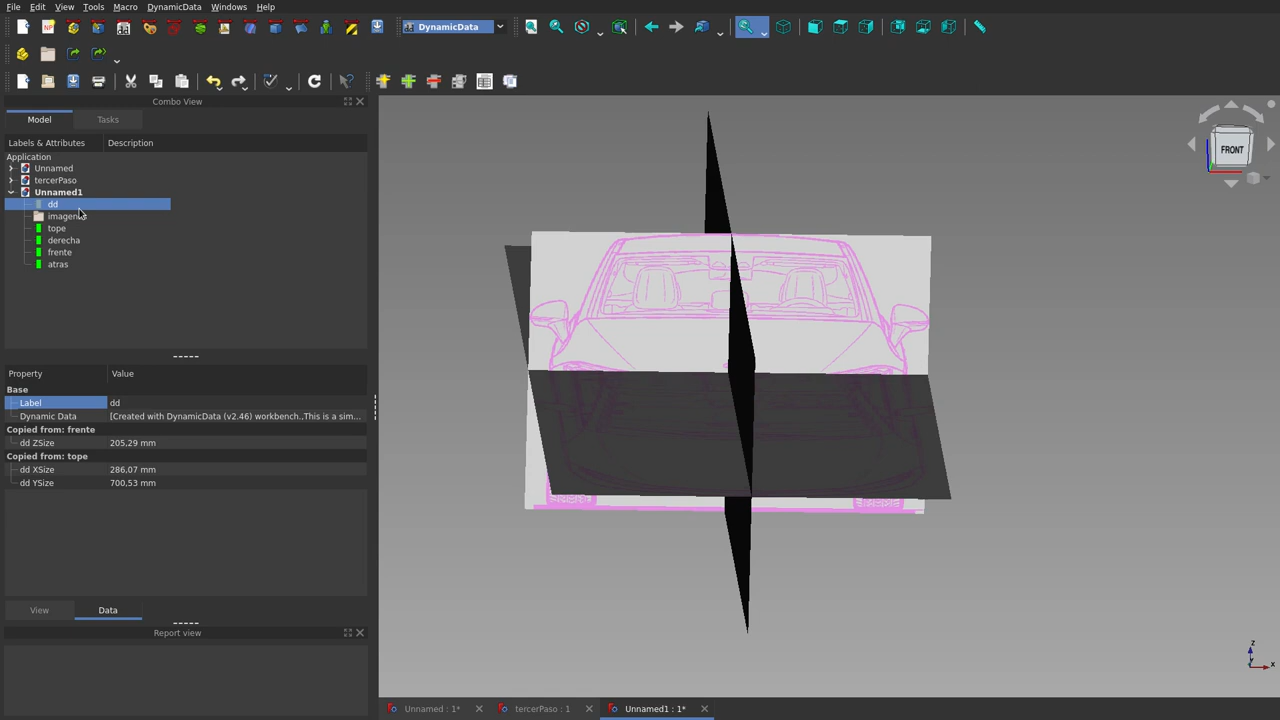 File Edit View Tools Macro DynamicData Windows Help
DynamicData
Combo View
Model Tasks
Labels & Attributes Description
Application
Unnamed
tercerPaso
Unnamed1
dd
imagen
tope
derecha
frente
atras
Property Value
Base
Label dd
Dynamic Data [Created with DynamicData (v2.46) workbench.,This is a sim...
Copied from: frente
dd ZSize 205,29 mm
Copied from: tope
dd XSize 286,07 mm
dd YSize 700,53 mm
View Data
Report view
FRONT
z
x
Unnamed : 1* tercerPaso : 1 Unnamed1 : 1*